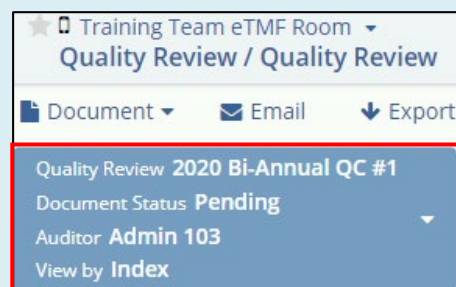 Training Team eTMF Room
Quality Review / Quality Review
Document Email Export
Quality Review 2020 Bi-Annual QC #1
Document Status Pending
Auditor Admin 103
View by Index